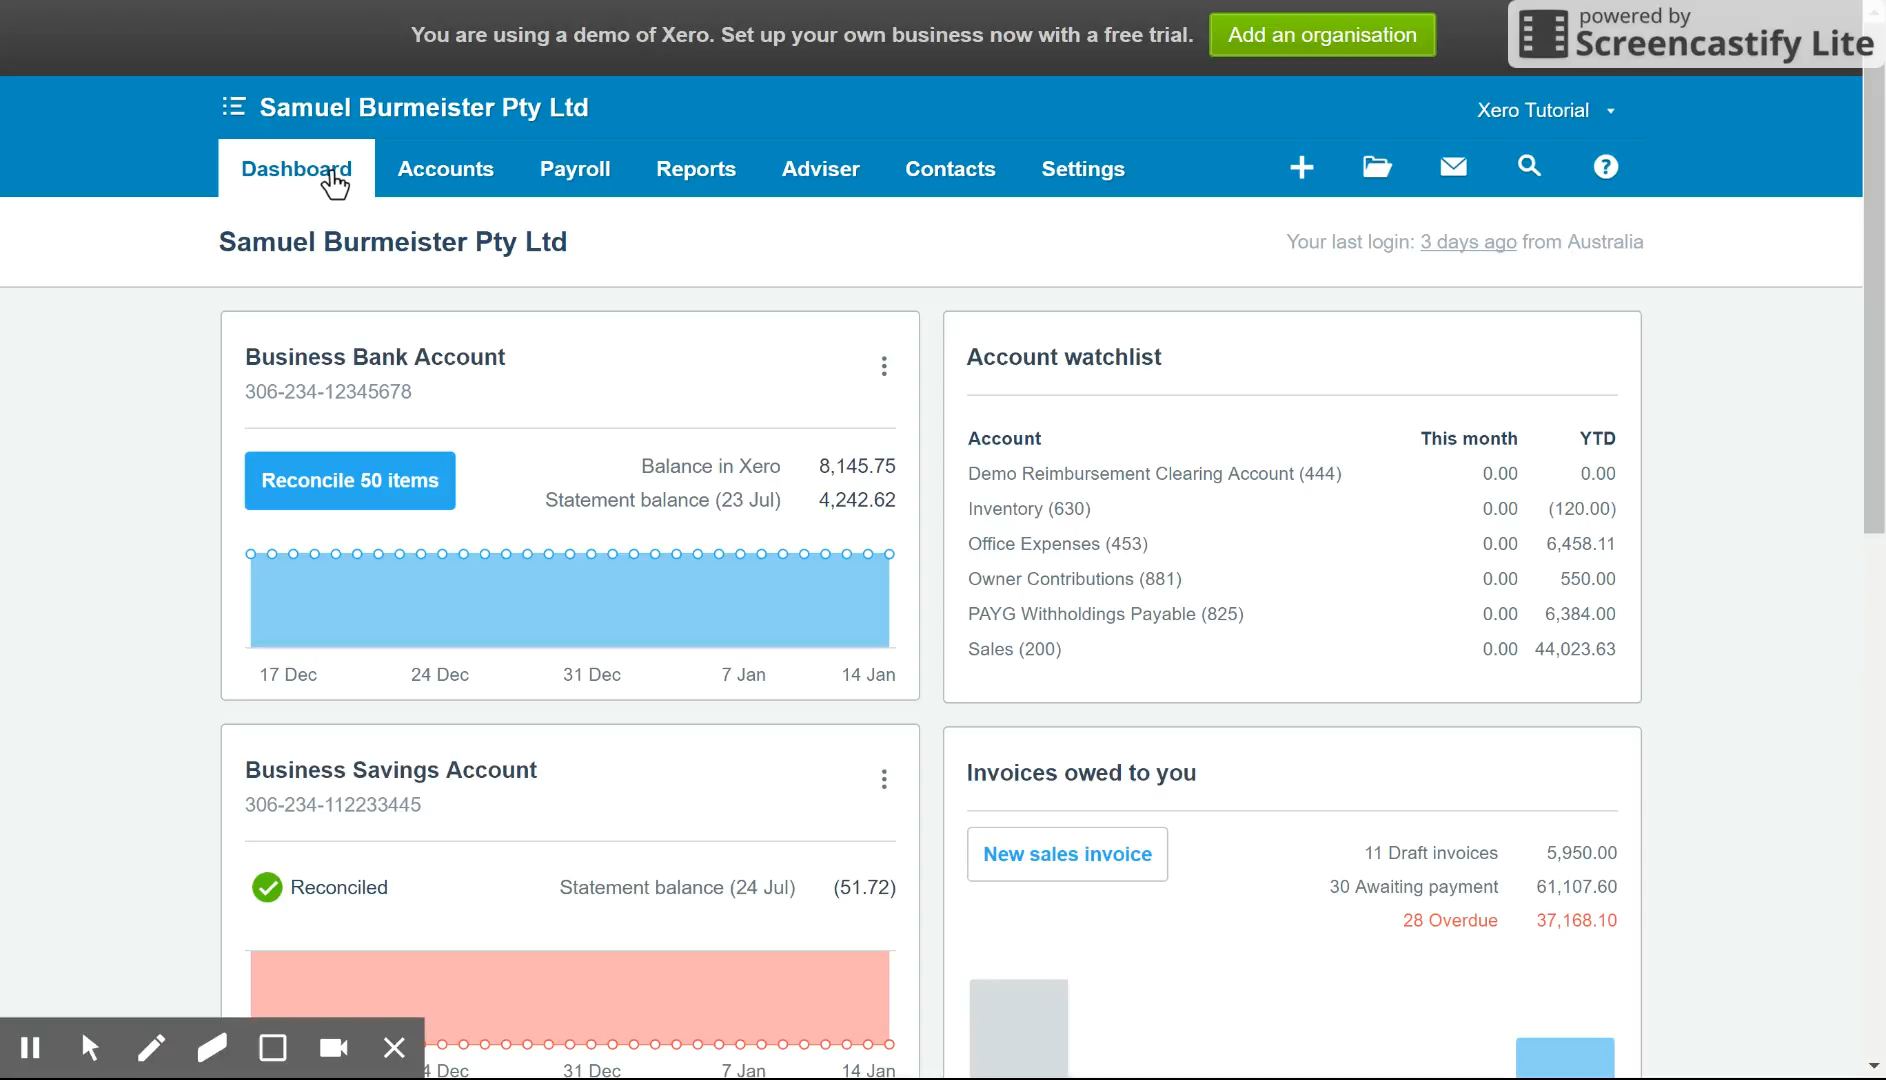 You are using a demo of Xero. Set up your own business now with a free trial.
Add an organisation
powered by
Screencastify Lite
Samuel Burmeister Pty Ltd
Xero Tutorial
Dashboard
Accounts
Payroll
Reports
Adviser
Contacts
Settings
?
Samuel Burmeister Pty Ltd
Your last login: 3 days ago from Australia
Business Bank Account
306-234-12345678
Reconcile 50 items
Balance in Xero 8,145.75
Statement balance (23 Jul) 4,242.62
17 Dec 24 Dec 31 Dec 7 Jan 14 Jan
Account watchlist
Account This month YTD
Demo Reimbursement Clearing Account (444) 0.00 0.00
Inventory (630) 0.00 (120.00)
Office Expenses (453) 0.00 6,458.11
Owner Contributions (881) 0.00 550.00
PAYG Withholdings Payable (825) 0.00 6,384.00
Sales (200) 0.00 44,023.63
Business Savings Account
306-234-112233445
Reconciled
Statement balance (24 Jul) (51.72)
4 Dec 31 Dec 7 Jan 14 Jan
Invoices owed to you
New sales invoice
11 Draft invoices 5,950.00
30 Awaiting payment 61,107.60
28 Overdue 37,168.10